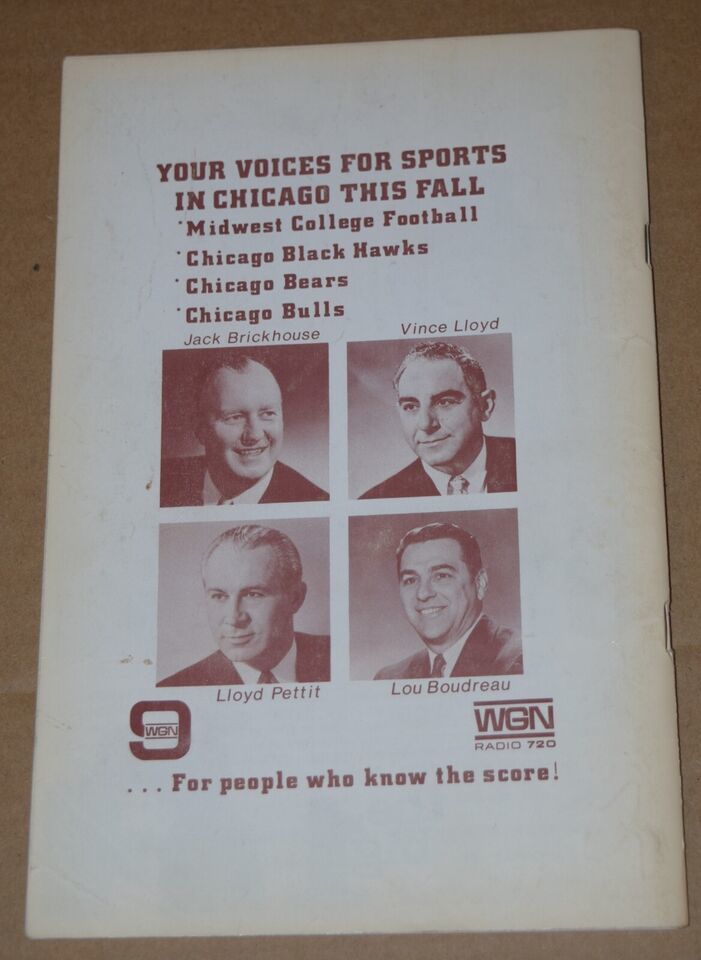 YOUR VOICES FOR SPORTS
IN CHICAGO THIS FALL
*Midwest College Football
*Chicago Black Hawks
*Chicago Bears
*Chicago Bulls
Jack Brickhouse
Vince Lloyd
Lloyd Pettit
Lou Boudreau
9
WGN
WGN
RADIO 720
. . . For people who know the score!